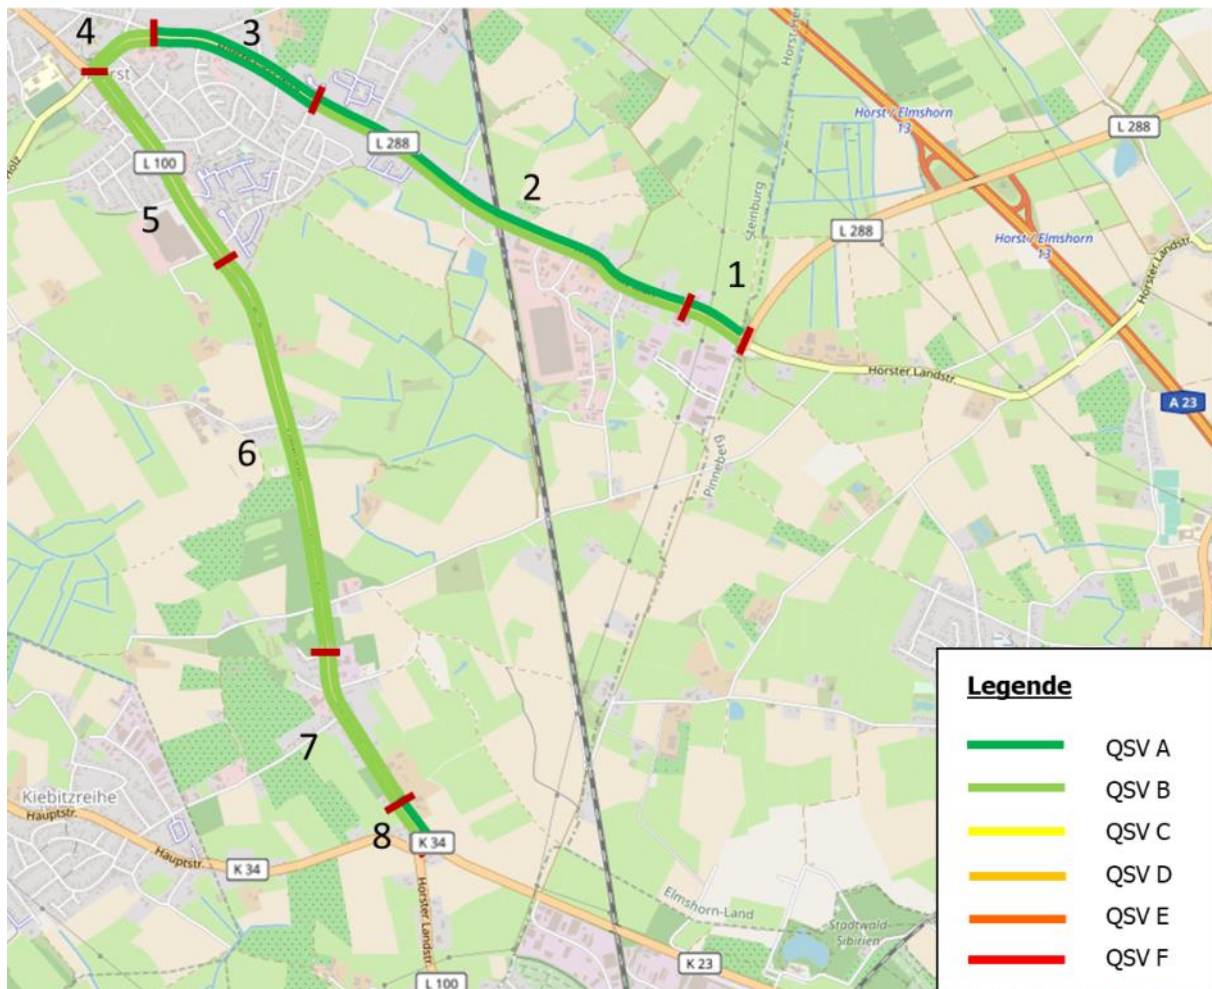 4
3
Horst / Elmshorn
13
L 288
L 288
L 100
2
Steinburg
L 288
Horst / Elmshorn
13
Horster Landstr.
5
1
Horster Landstr.
A 23
6
Pinneberg
7
Kiebitzreihe
Hauptstr.
8
K 34
Hauptstr.
K 34
Horster Landstr.
Elmshorn-Land
Stadtwald-
Sibirien
K 23
L 100
Legende
QSV A
QSV B
QSV C
QSV D
QSV E
QSV F